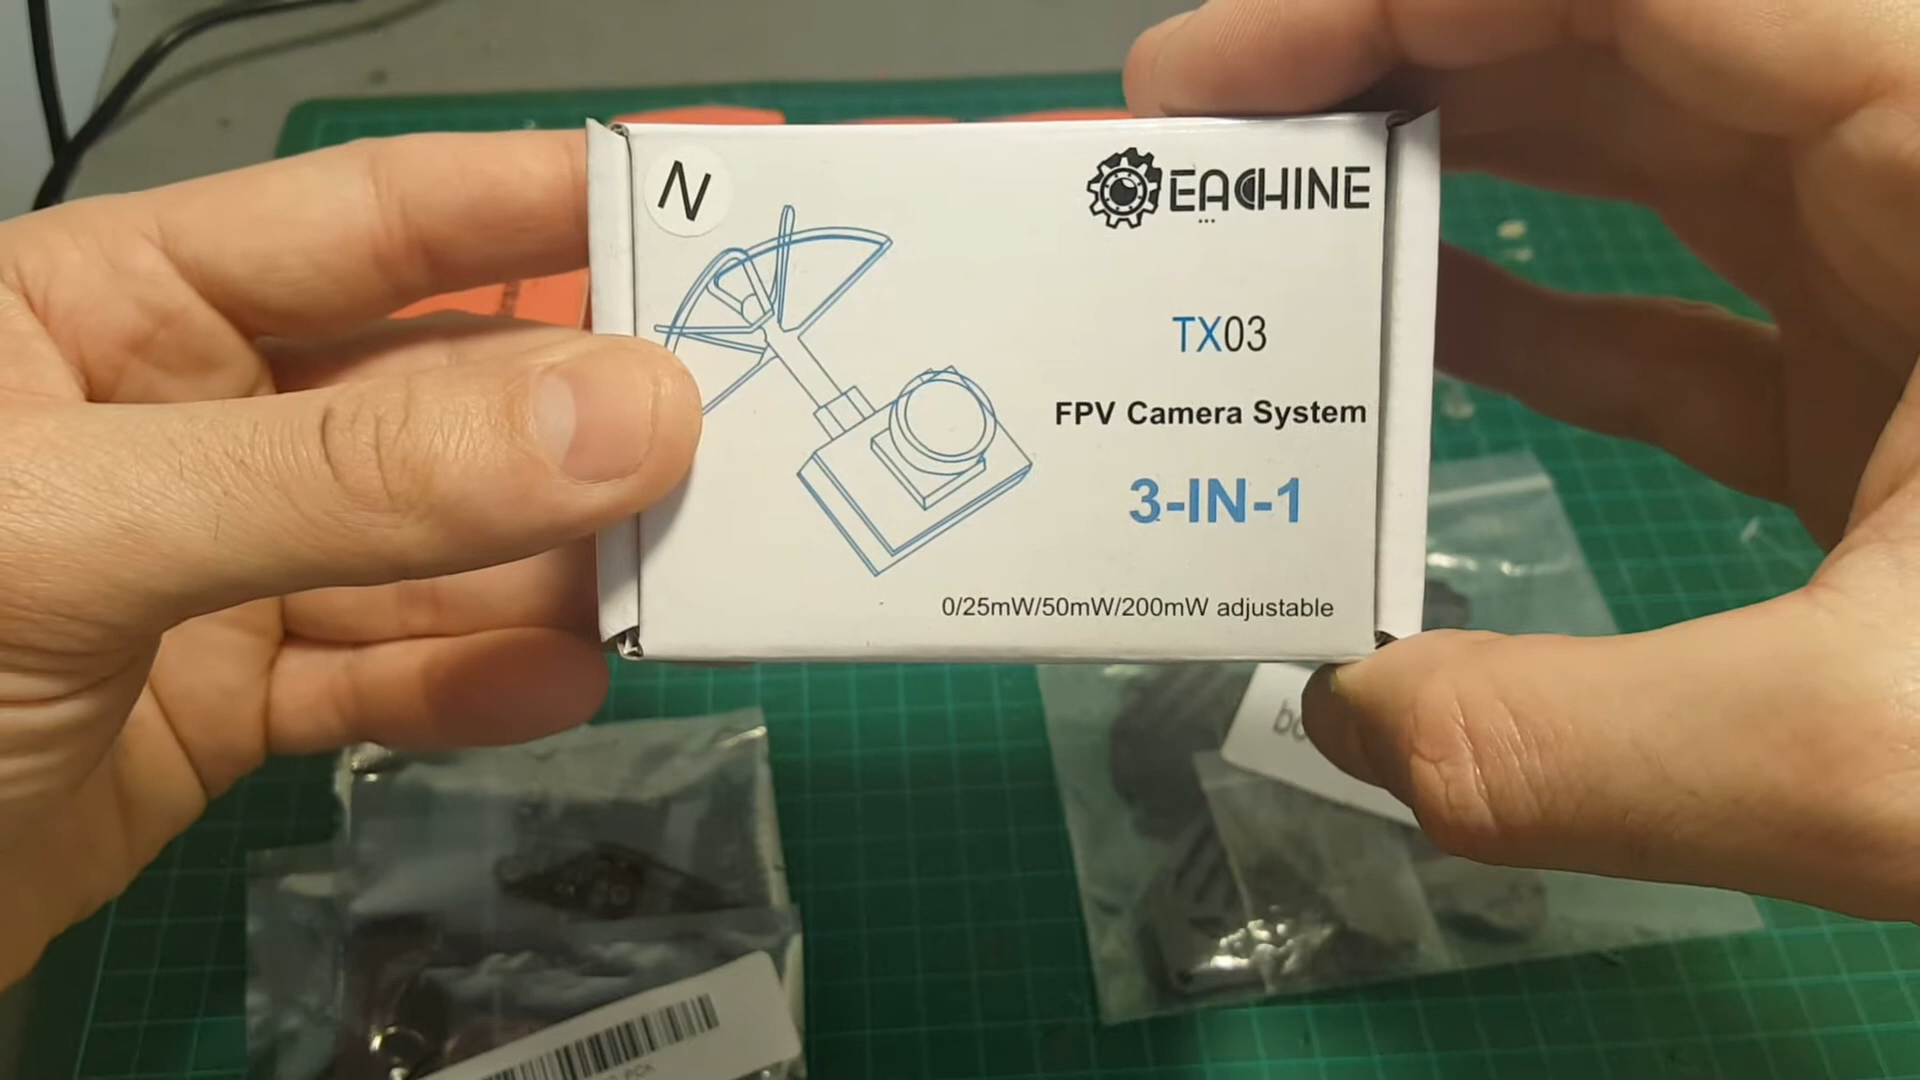 N
EACHINE
TX03
FPV Camera System
3-IN-1
0/25mW/50mW/200mW adjustable